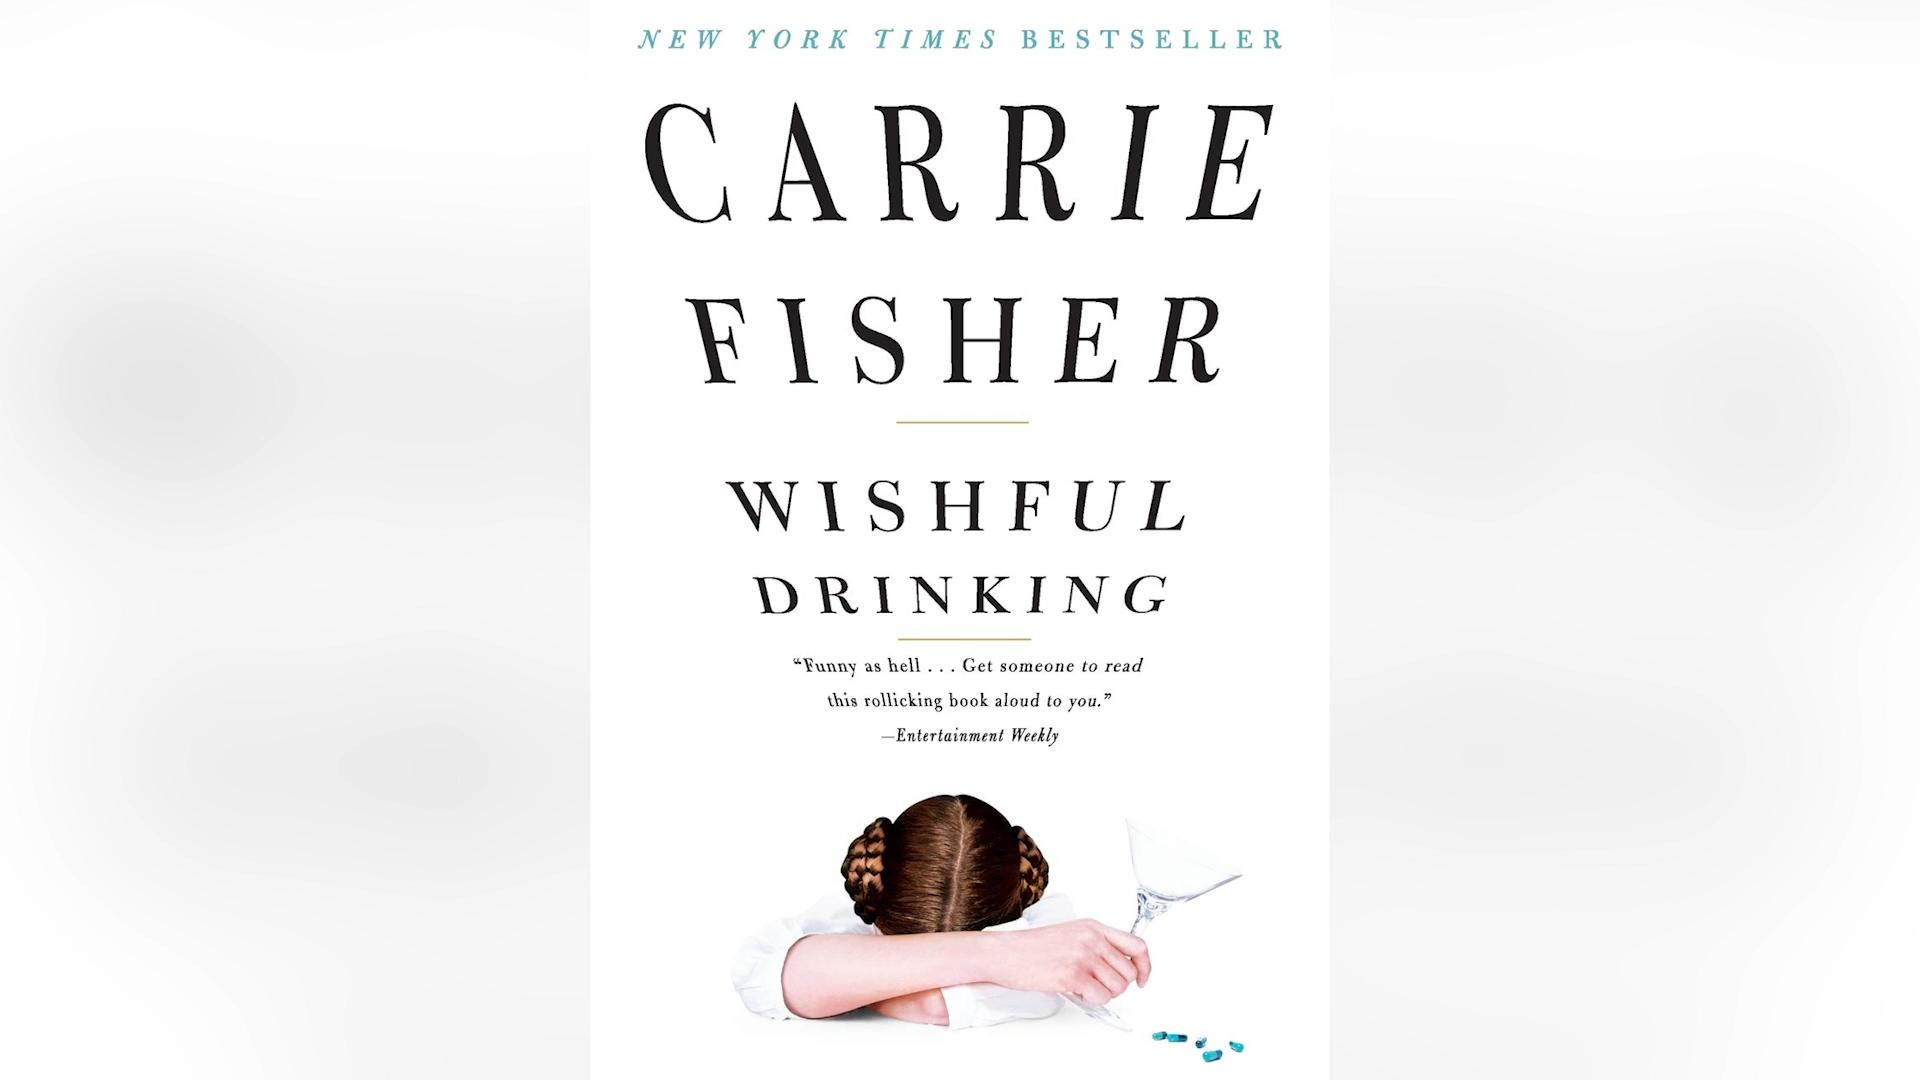 NEW YORK TIMES BESTSELLER
CARRIE
FISHER
WISHFUL
DRINKING
“Funny as hell . . . Get someone to read
this rollicking book aloud to you.”
—Entertainment Weekly